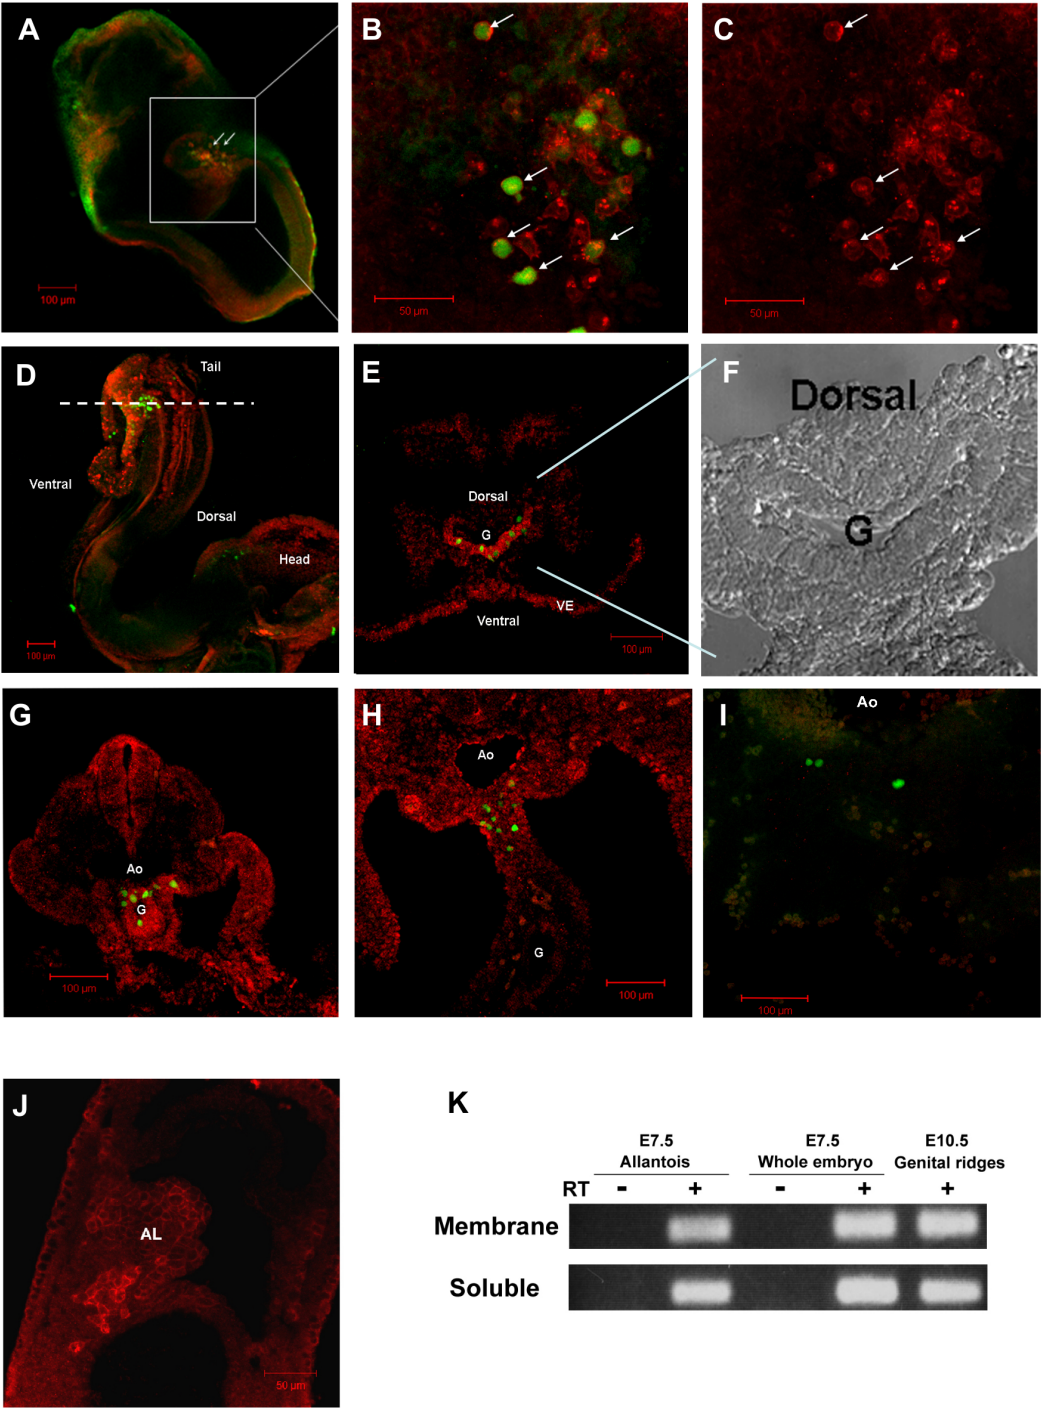 A
100 µm
B
50 µm
C
50 µm
D
Tail
Ventral
Dorsal
Head
100 µm
E
Dorsal
G
VE
Ventral
100 µm
F
Dorsal
G
G
Ao
G
100 µm
H
Ao
G
100 µm
I
Ao
100 µm
J
AL
50 µm
K
E7.5 E7.5 E10.5
Allantois Whole embryo Genital ridges
RT - + - + +
Membrane
Soluble